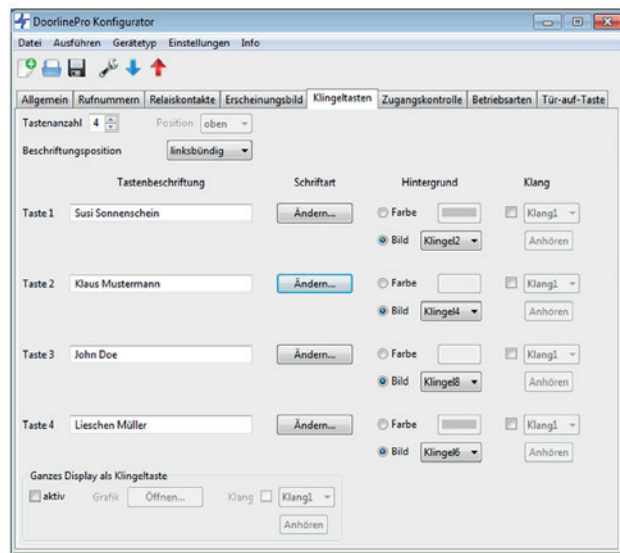 DoorlinePro Konfigurator
Datei Ausführen Gerätetyp Einstellungen Info
Allgemein Rufnummern Relaiskontakte Erscheinungsbild Klingeltasten Zugangskontrolle Betriebsarten Tür-auf-Taste
Tastenanzahl 4 Position oben
Beschriftungsposition linksbündig
Tastenbeschriftung Schriftart Hintergrund Klang
Taste 1 Susi Sonnenschein Ändern... Farbe Klang1
Bild Klingel2 Anhören
Taste 2 Klaus Mustermann Ändern... Farbe Klang1
Bild Klingel4 Anhören
Taste 3 John Doe Ändern... Farbe Klang1
Bild Klingel8 Anhören
Taste 4 Lieschen Müller Ändern... Farbe Klang1
Bild Klingel6 Anhören
Ganzes Display als Klingeltaste
aktiv Grafik Öffnen... Klang Klang1
Anhören